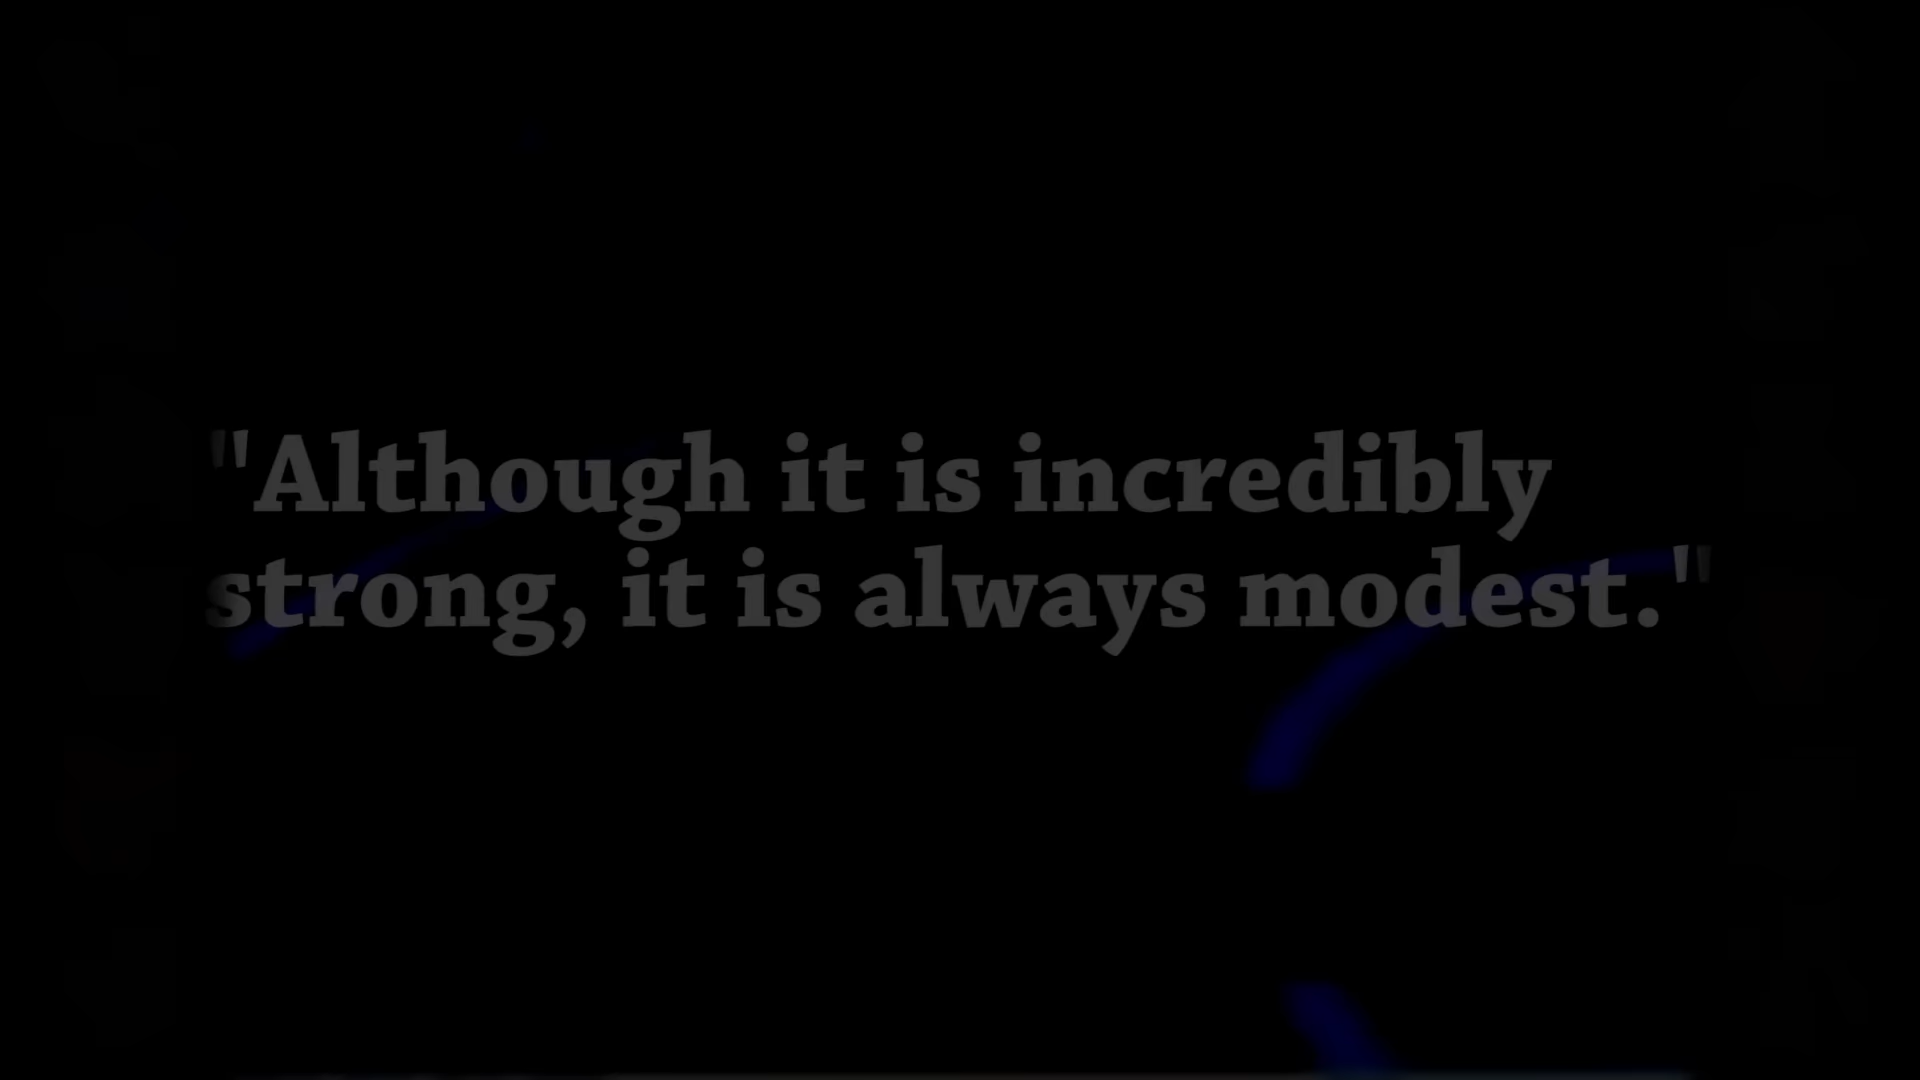 "Although it is incredibly
strong, it is always modest."